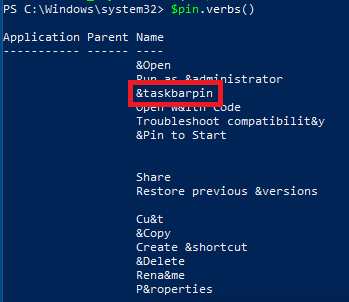 PS C:\Windows\system32> $pin.verbs()
Application Parent Name
----------- ------ ----
&Open
Run as &administrator
&taskbarpin
Open W&ith Code
Troubleshoot compatibilit&y
&Pin to Start
Share
Restore previous &versions
Cu&t
&Copy
Create &shortcut
&Delete
Rena&me
P&roperties